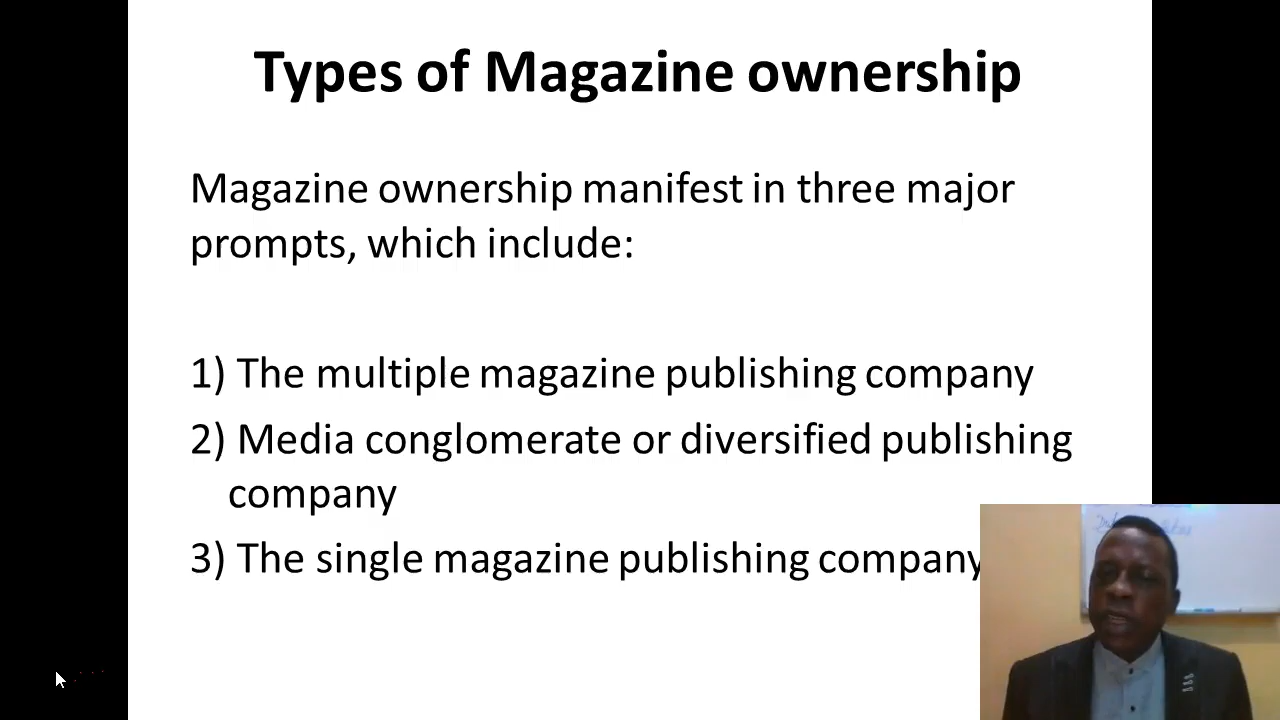 Types of Magazine ownership
Magazine ownership manifest in three major
prompts, which include:
1) The multiple magazine publishing company
2) Media conglomerate or diversified publishing
company
3) The single magazine publishing company